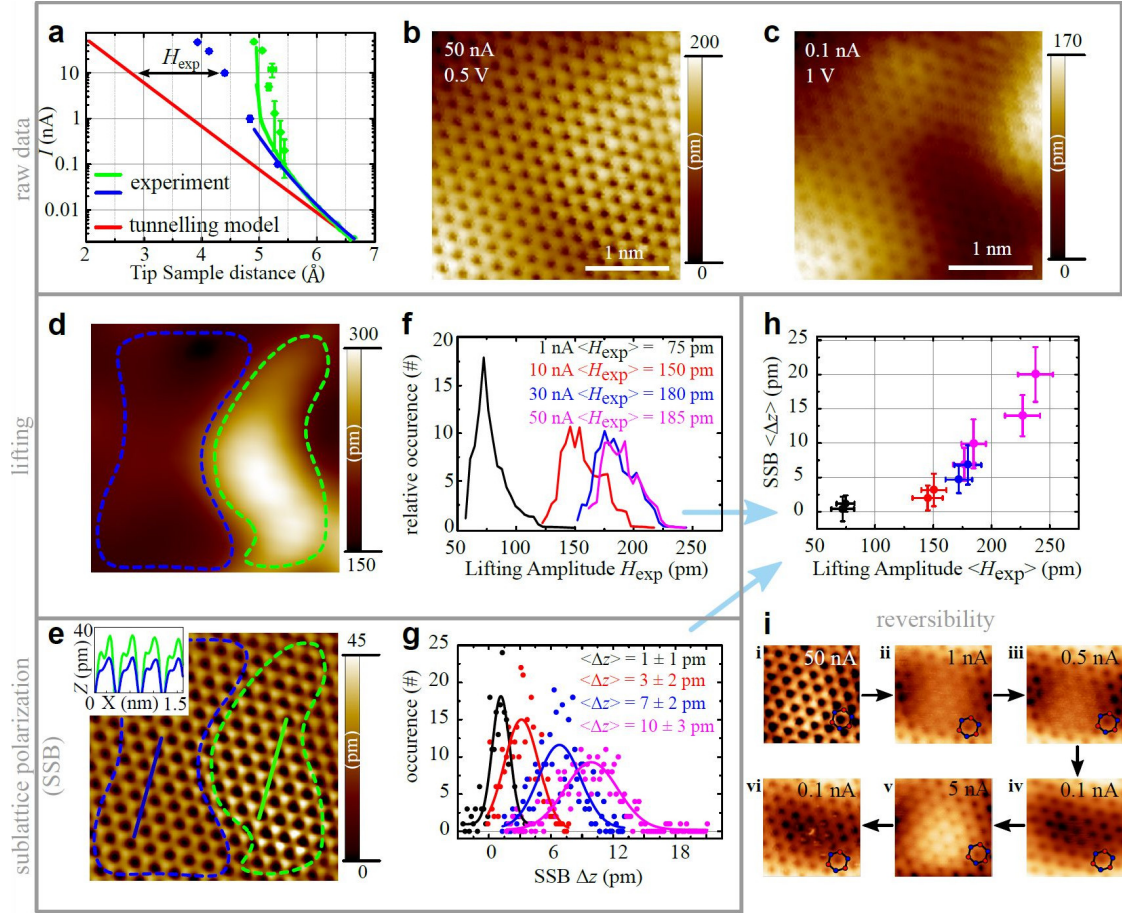 raw data
a
H_exp
10
1
0.1
0.01
I (nA)
experiment
tunnelling model
2 3 4 5 6 7
Tip Sample distance (Å)
b
50 nA
0.5 V
1 nm
200
(pm)
0
c
0.1 nA
1 V
1 nm
170
(pm)
0
lifting
d
300
(pm)
150
f
1 nA <H_exp> = 75 pm
10 nA <H_exp> = 150 pm
30 nA <H_exp> = 180 pm
50 nA <H_exp> = 185 pm
relative occurence (#)
20
15
10
5
0
50 100 150 200 250
Lifting Amplitude H_exp (pm)
h
SSB <Δz> (pm)
25
20
15
10
5
0
50 100 150 200 250
Lifting Amplitude <H_exp> (pm)
sublattice polarization
(SSB)
e
40
Z (pm)
0 X (nm) 1.5
45
(pm)
0
g
<Δz> = 1 ± 1 pm
<Δz> = 3 ± 2 pm
<Δz> = 7 ± 2 pm
<Δz> = 10 ± 3 pm
occurence (#)
25
20
15
10
5
0
0 6 12 18
SSB Δz (pm)
reversibility
i
i 50 nA
ii 1 nA
iii 0.5 nA
vi 0.1 nA
v 5 nA
iv 0.1 nA